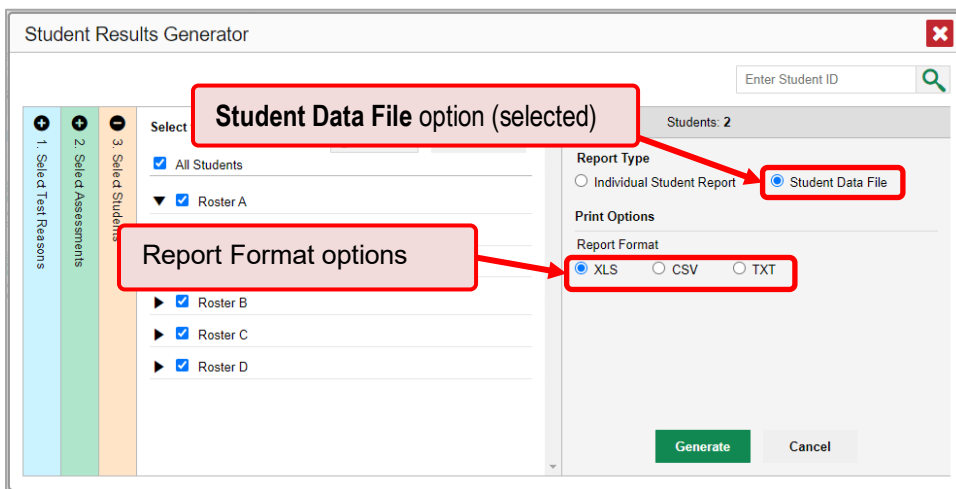 Student Results Generator
Enter Student ID
Student Data File option (selected)
1. Select Test Reasons
2. Select Assessments
3. Select Students
Select
Students: 2
All Students
Report Type
Individual Student Report
Student Data File
Roster A
Print Options
Report Format options
Report Format
XLS
CSV
TXT
Roster B
Roster C
Roster D
Generate
Cancel